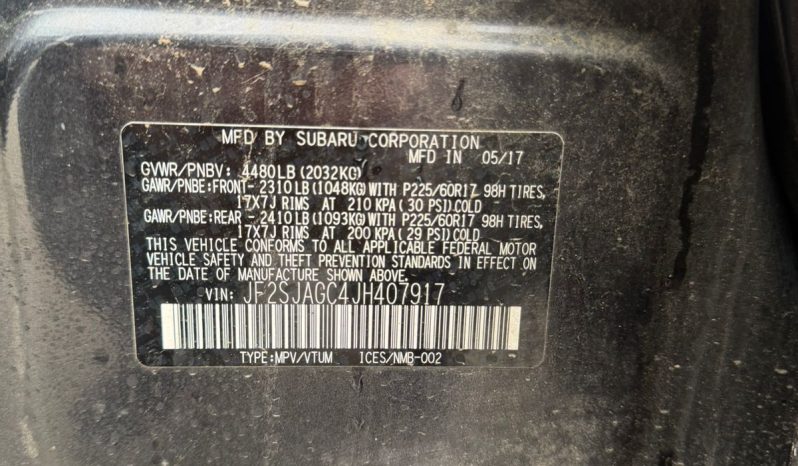 MFD BY SUBARU CORPORATION
MFD IN 05/17
GVWR/PNBV: 4480LB(2032KG)
GAWR/PNBE:FRONT- 2310LB(1048KG)WITH P225/60R17 98H TIRES,
17X7J RIMS AT 210 KPA(30 PSI)COLD
GAWR/PNBE:REAR - 2410LB(1093KG)WITH P225/60R17 98H TIRES,
17X7J RIMS AT 200 KPA(29 PSI)COLD
THIS VEHICLE CONFORMS TO ALL APPLICABLE FEDERAL MOTOR
VEHICLE SAFETY AND THEFT PREVENTION STANDARDS IN EFFECT ON
THE DATE OF MANUFACTURE SHOWN ABOVE.
VIN: JF2SJAGC4JH407917
TYPE:MPV/VTUM ICES/NMB-002